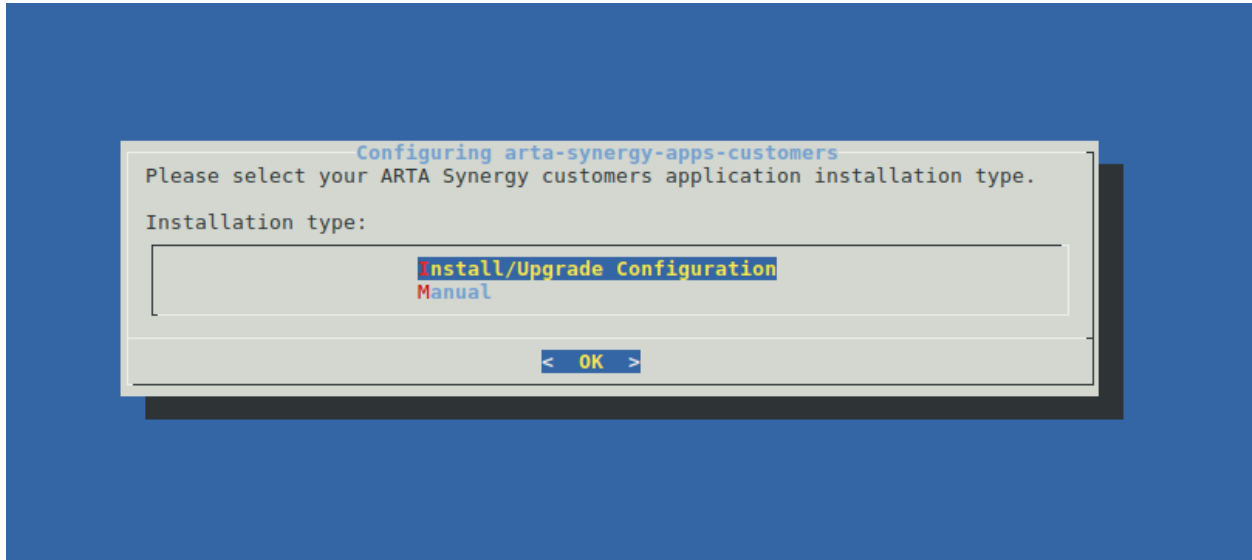 Configuring arta-synergy-apps-customers
Please select your ARTA Synergy customers application installation type.
Installation type:
Install/Upgrade Configuration
Manual
< OK >